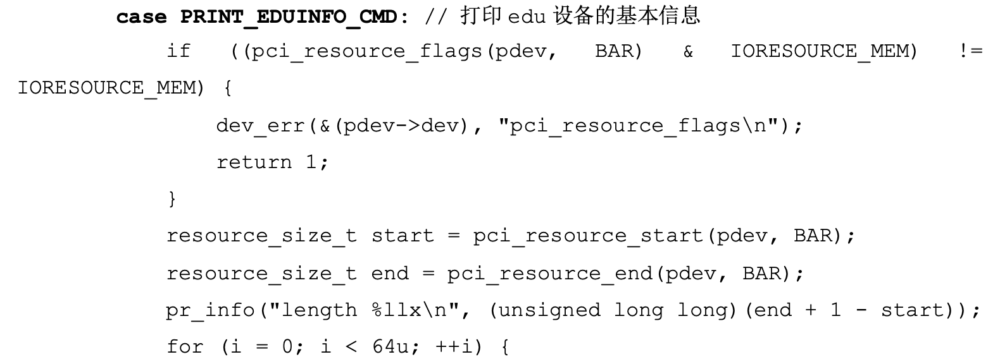 case PRINT_EDUINFO_CMD: // 打印 edu 设备的基本信息
if ((pci_resource_flags(pdev, BAR) & IORESOURCE_MEM) !=
IORESOURCE_MEM) {
dev_err(&(pdev->dev), "pci_resource_flags\n");
return 1;
}
resource_size_t start = pci_resource_start(pdev, BAR);
resource_size_t end = pci_resource_end(pdev, BAR);
pr_info("length %llx\n", (unsigned long long)(end + 1 - start));
for (i = 0; i < 64u; ++i) {